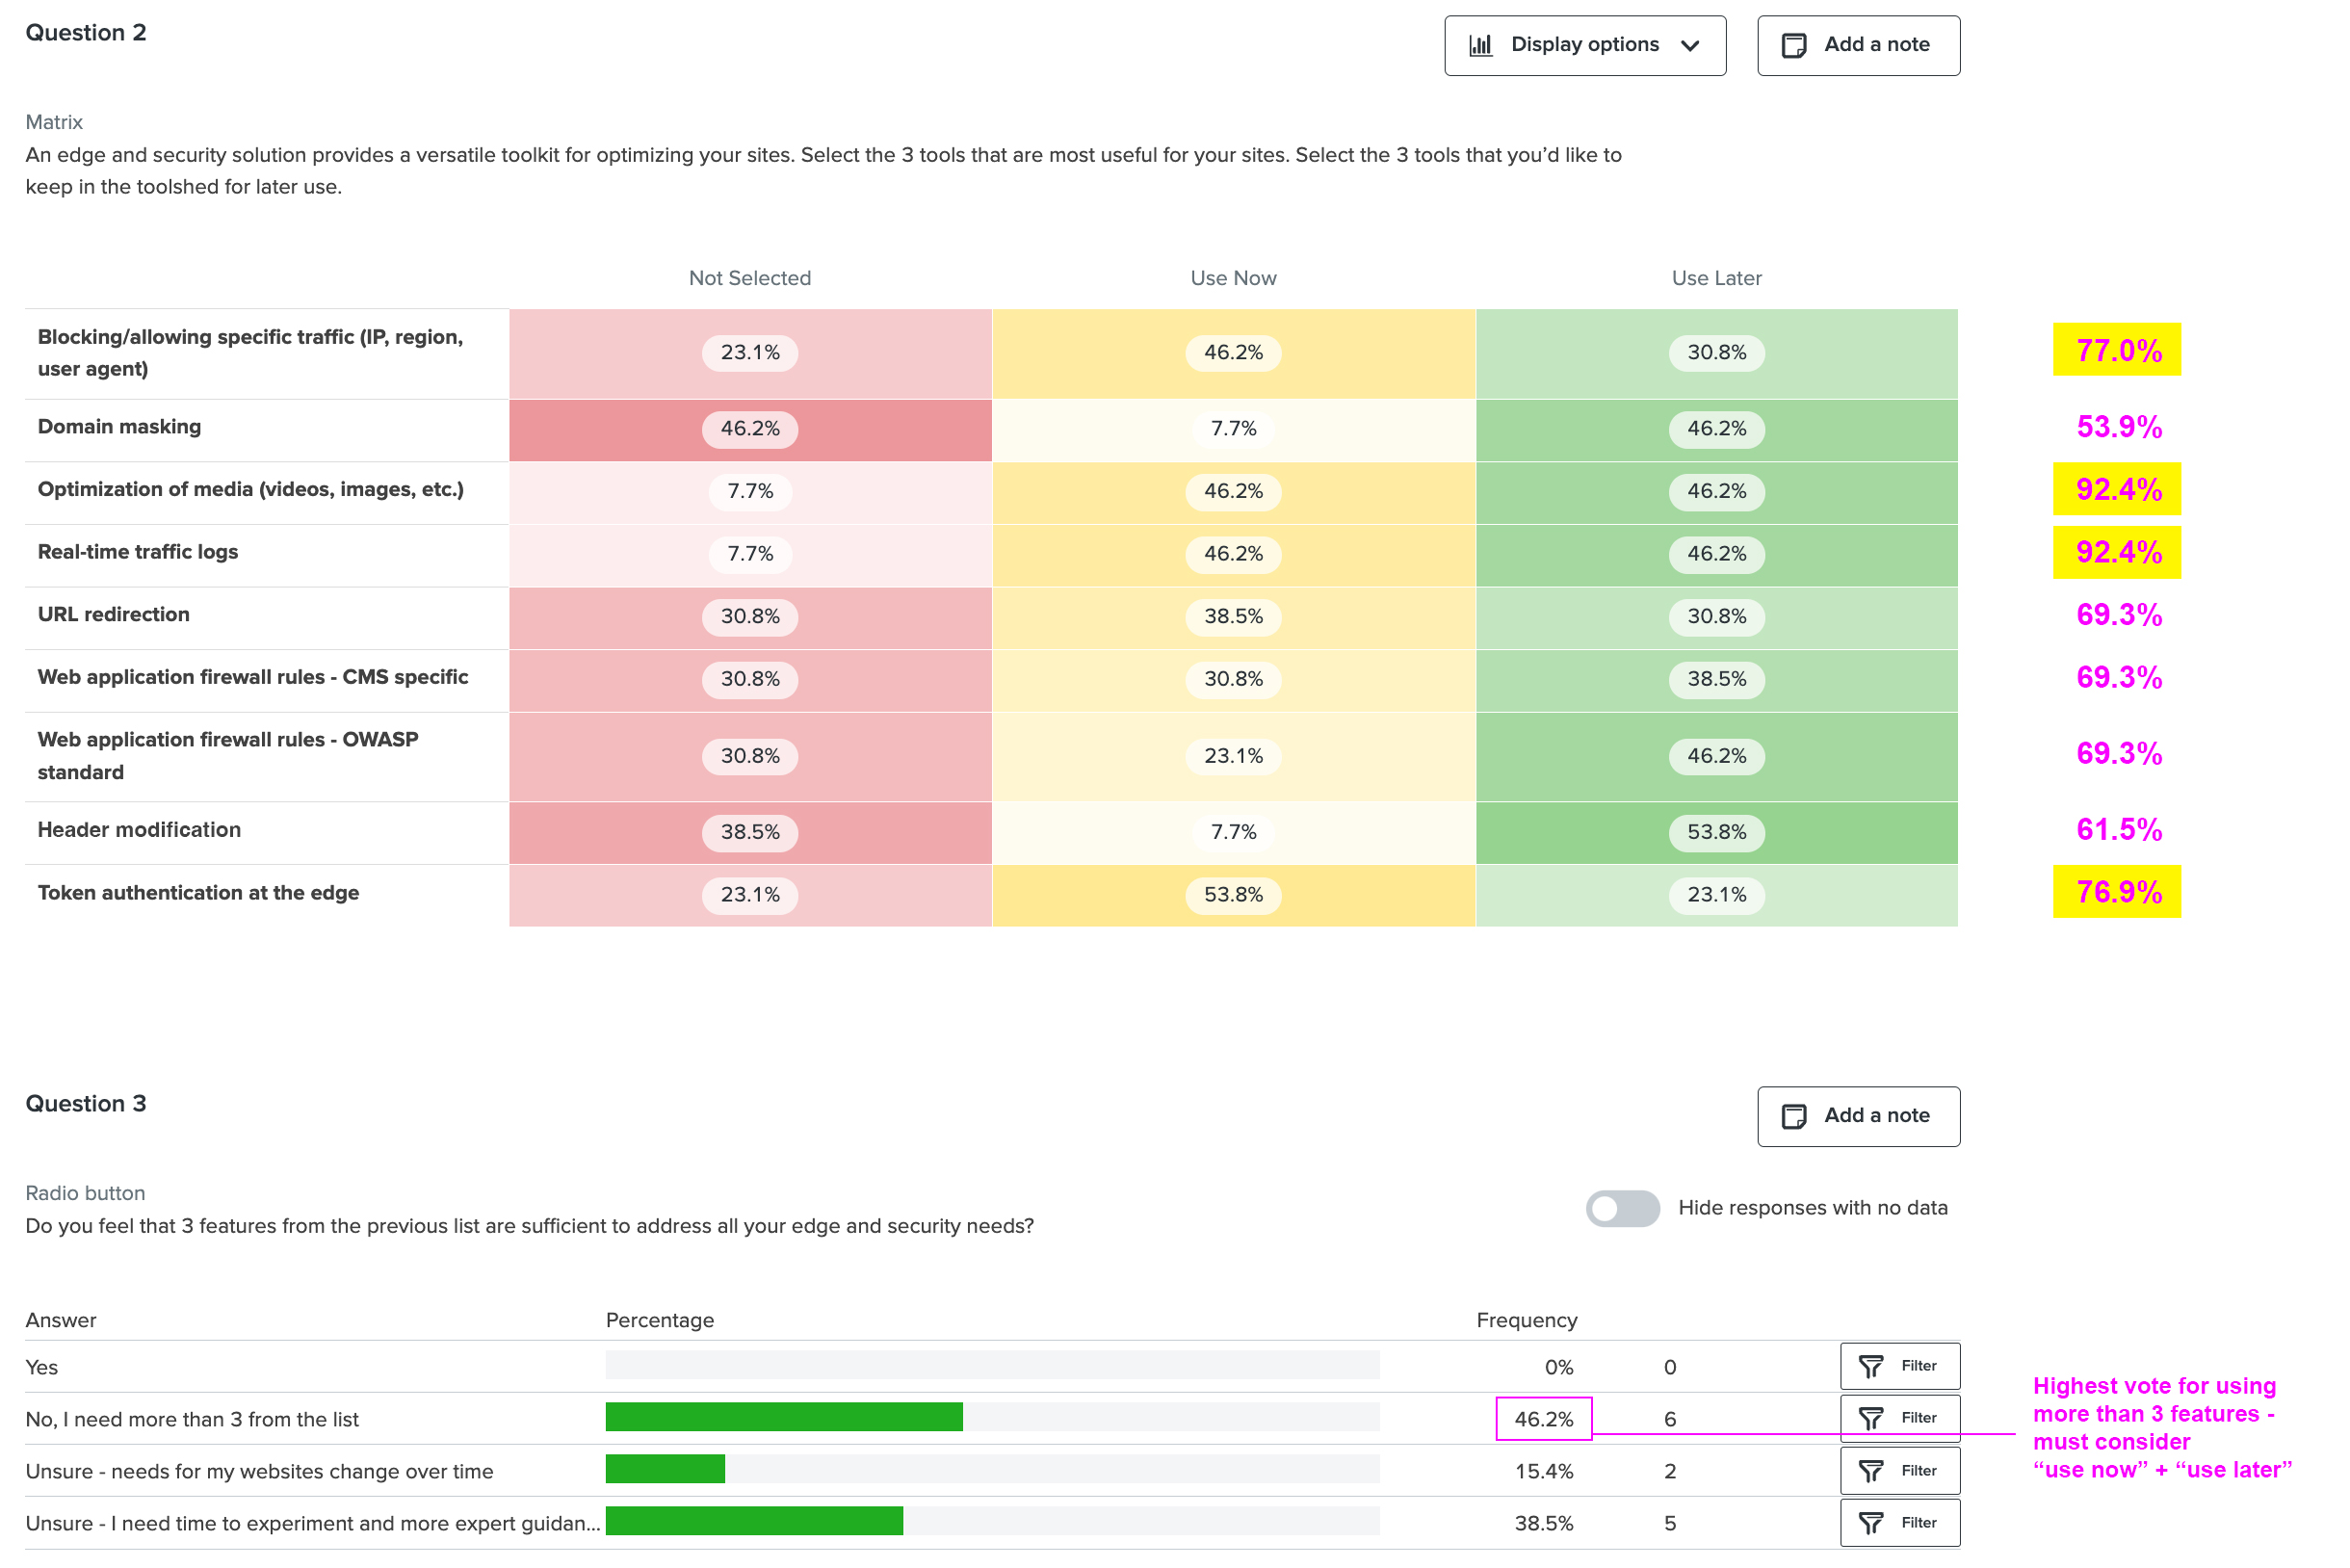 Question 2
Display options
Add a note
Matrix
An edge and security solution provides a versatile toolkit for optimizing your sites. Select the 3 tools that are most useful for your sites. Select the 3 tools that you’d like to
keep in the toolshed for later use.
Not Selected Use Now Use Later
Blocking/allowing specific traffic (IP, region,
user agent)
23.1% 46.2% 30.8% 77.0%
Domain masking 46.2% 7.7% 46.2% 53.9%
Optimization of media (videos, images, etc.) 7.7% 46.2% 46.2% 92.4%
Real-time traffic logs 7.7% 46.2% 46.2% 92.4%
URL redirection 30.8% 38.5% 30.8% 69.3%
Web application firewall rules - CMS specific 30.8% 30.8% 38.5% 69.3%
Web application firewall rules - OWASP
standard
30.8% 23.1% 46.2% 69.3%
Header modification 38.5% 7.7% 53.8% 61.5%
Token authentication at the edge 23.1% 53.8% 23.1% 76.9%
Question 3
Add a note
Radio button
Do you feel that 3 features from the previous list are sufficient to address all your edge and security needs?
Hide responses with no data
Answer Percentage Frequency
Yes 0% 0 Filter
No, I need more than 3 from the list 46.2% 6 Filter
Unsure - needs for my websites change over time 15.4% 2 Filter
Unsure - I need time to experiment and more expert guidan... 38.5% 5 Filter
Highest vote for using
more than 3 features -
must consider
“use now” + “use later”